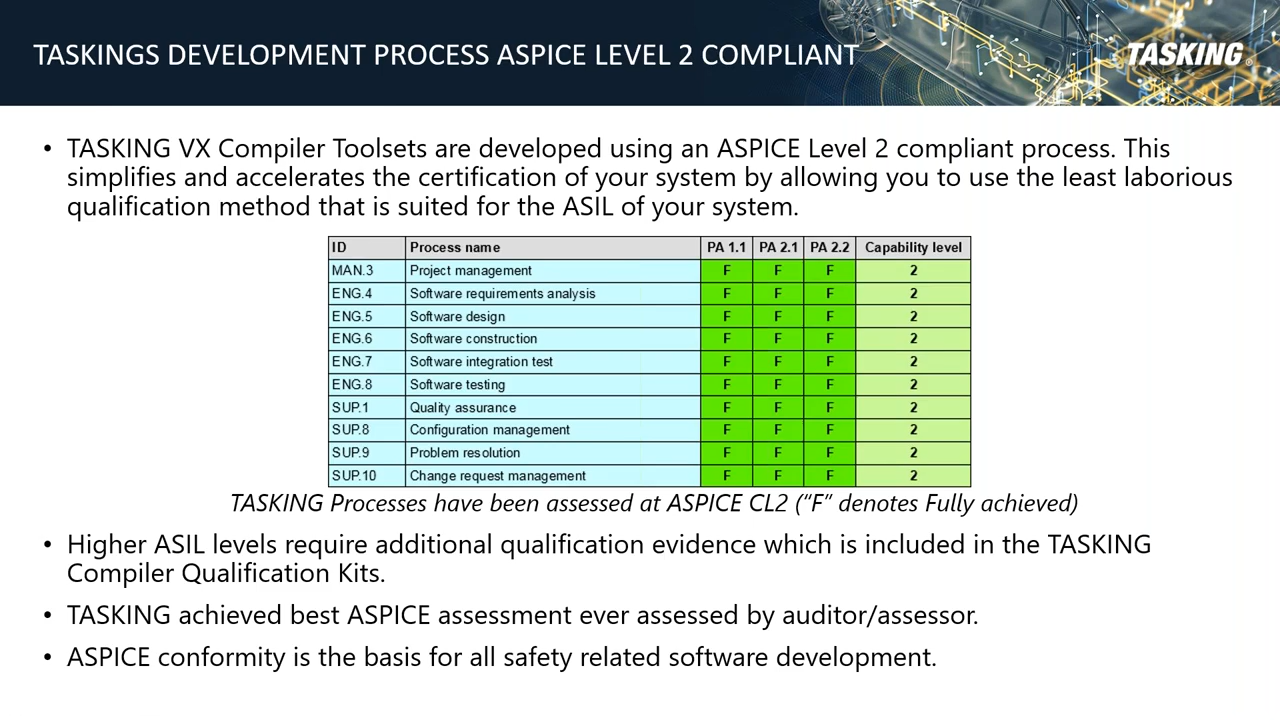 TASKINGS DEVELOPMENT PROCESS ASPICE LEVEL 2 COMPLIANT
TASKING®
• TASKING VX Compiler Toolsets are developed using an ASPICE Level 2 compliant process. This
simplifies and accelerates the certification of your system by allowing you to use the least laborious
qualification method that is suited for the ASIL of your system.
ID Process name PA 1.1 PA 2.1 PA 2.2 Capability level
MAN.3 Project management F F F 2
ENG.4 Software requirements analysis F F F 2
ENG.5 Software design F F F 2
ENG.6 Software construction F F F 2
ENG.7 Software integration test F F F 2
ENG.8 Software testing F F F 2
SUP.1 Quality assurance F F F 2
SUP.8 Configuration management F F F 2
SUP.9 Problem resolution F F F 2
SUP.10 Change request management F F F 2
TASKING Processes have been assessed at ASPICE CL2 (“F” denotes Fully achieved)
• Higher ASIL levels require additional qualification evidence which is included in the TASKING
Compiler Qualification Kits.
• TASKING achieved best ASPICE assessment ever assessed by auditor/assessor.
• ASPICE conformity is the basis for all safety related software development.